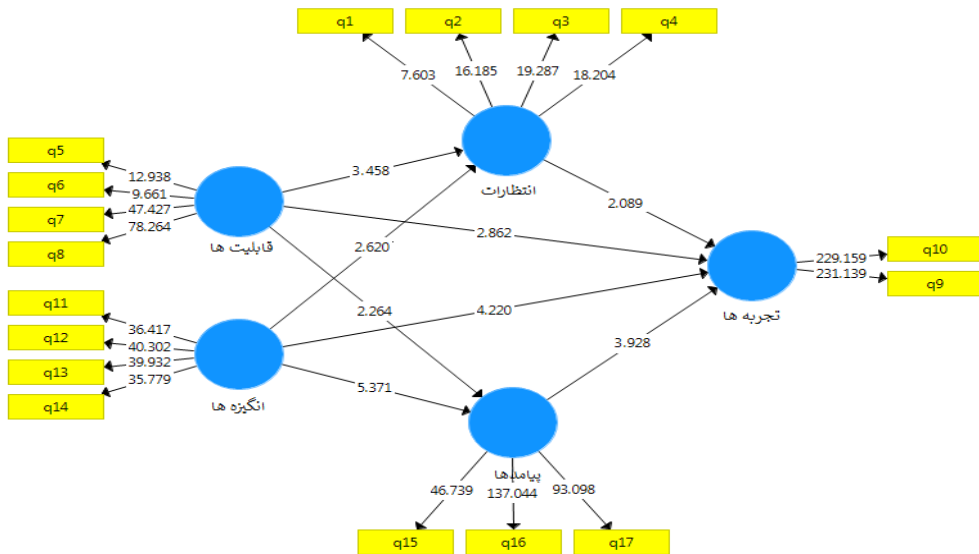 q1
q2
q3
q4
7.603
16.185
19.287
18.204
انتظارات
q5
q6
q7
q8
12.938
9.661
47.427
78.264
قابلیت ها
3.458
2.620
2.862
2.264
2.089
q11
q12
q13
q14
36.417
40.302
39.932
35.779
انگیزه ها
4.220
5.371
3.928
تجربه ها
229.159
231.139
q10
q9
پیامدها
46.739
137.044
93.098
q15
q16
q17